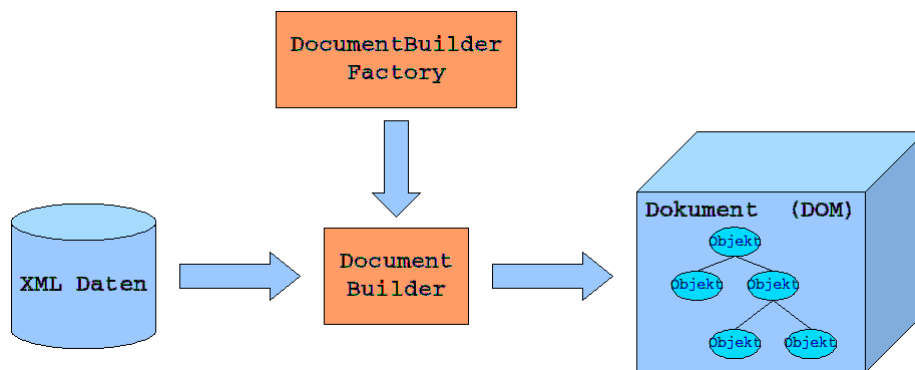 DocumentBuilder
Factory
XML Daten
Document
Builder
Dokument (DOM)
Objekt
Objekt
Objekt
Objekt
Objekt